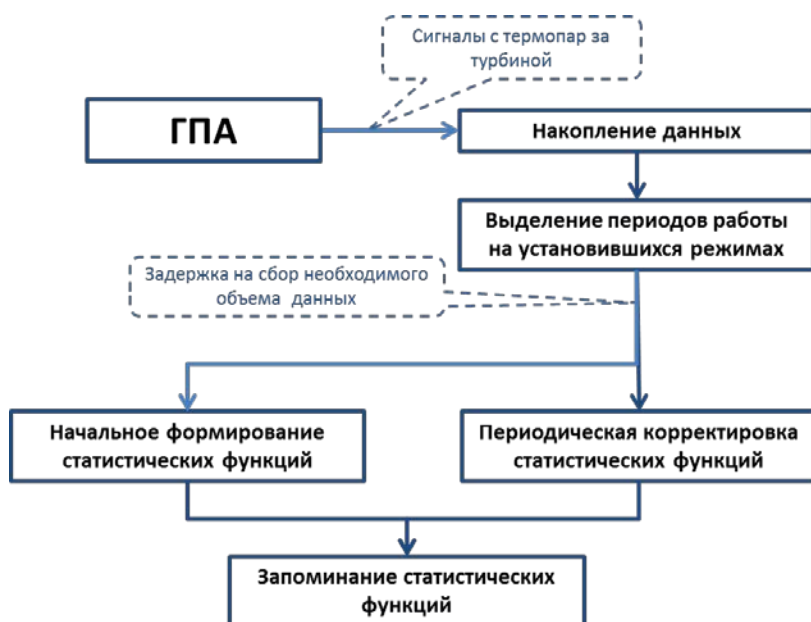 Сигналы с термопар за
турбиной
ГПА
Накопление данных
Выделение периодов работы
на установившихся режимах
Задержка на сбор необходимого
объема данных
Начальное формирование
статистических функций
Периодическая корректировка
статистических функций
Запоминание статистических
функций